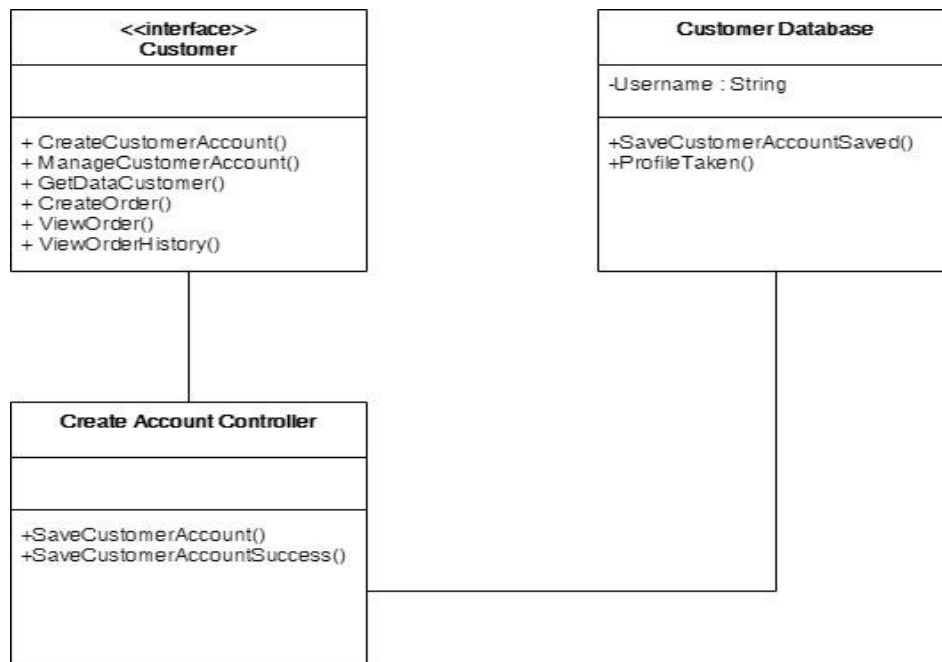 <<interface>>
Customer
+ CreateCustomerAccount()
+ ManageCustomerAccount()
+ GetDataCustomer()
+ CreateOrder()
+ ViewOrder()
+ ViewOrderHistory()
Customer Database
-Username : String
+SaveCustomerAccountSaved()
+ProfileTaken()
Create Account Controller
+SaveCustomerAccount()
+SaveCustomerAccountSuccess()